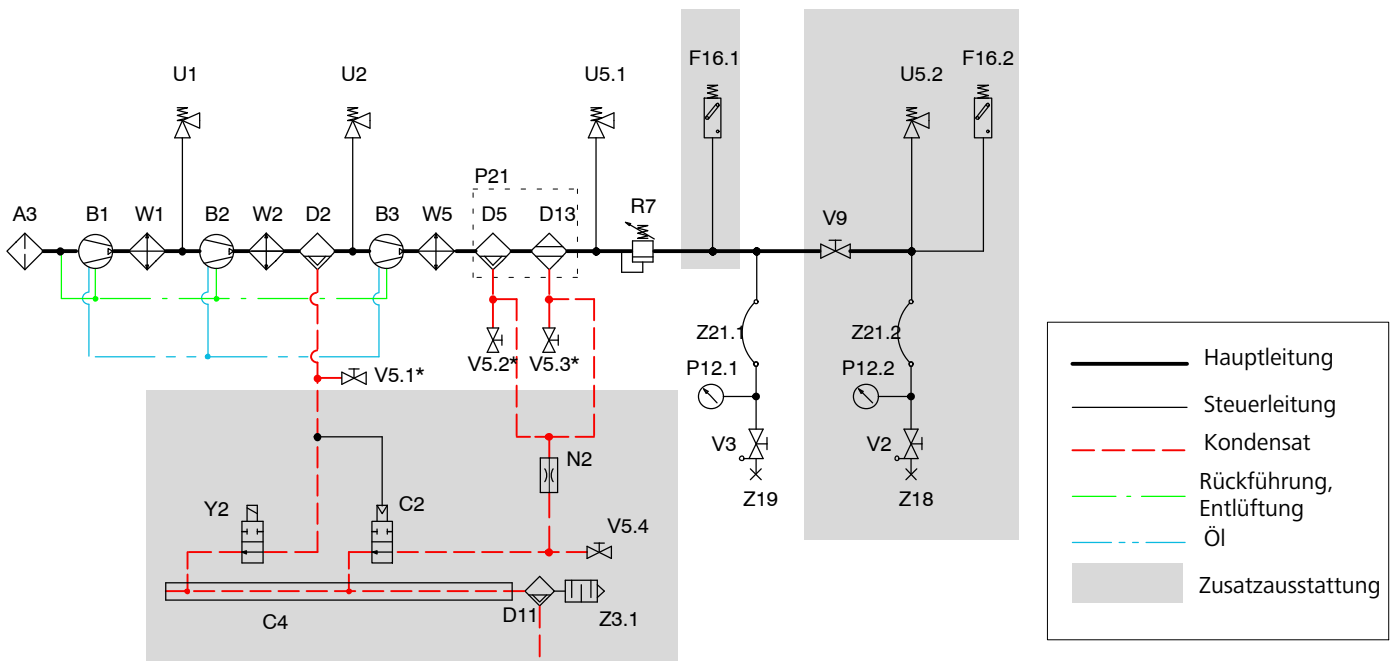 F16.1
F16.2
U1
U2
U5.1
U5.2
P21
A3
B1
W1
B2
W2
D2
B3
W5
D5
D13
R7
V9
Z21.1
Z21.2
V5.1*
V5.2*
V5.3*
P12.1
P12.2
V3
V2
Z19
Z18
N2
Y2
C2
V5.4
C4
D11
Z3.1
Hauptleitung
Steuerleitung
Kondensat
Rückführung,
Entlüftung
Öl
Zusatzausstattung